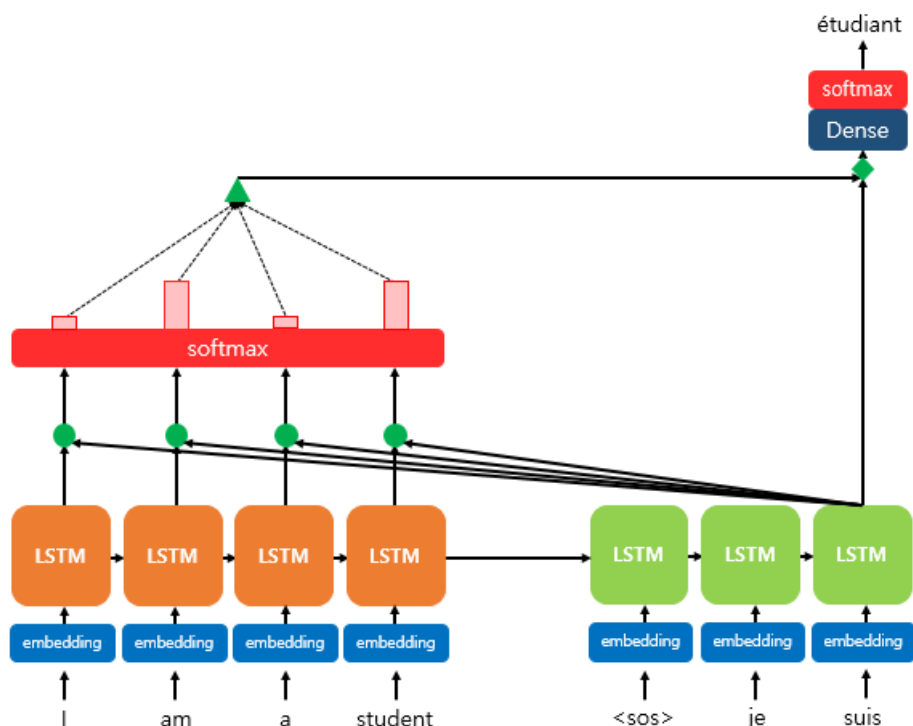 étudiant
softmax
Dense
softmax
LSTM LSTM LSTM LSTM LSTM LSTM LSTM
embedding embedding embedding embedding embedding embedding embedding
I am a student <sos> je suis